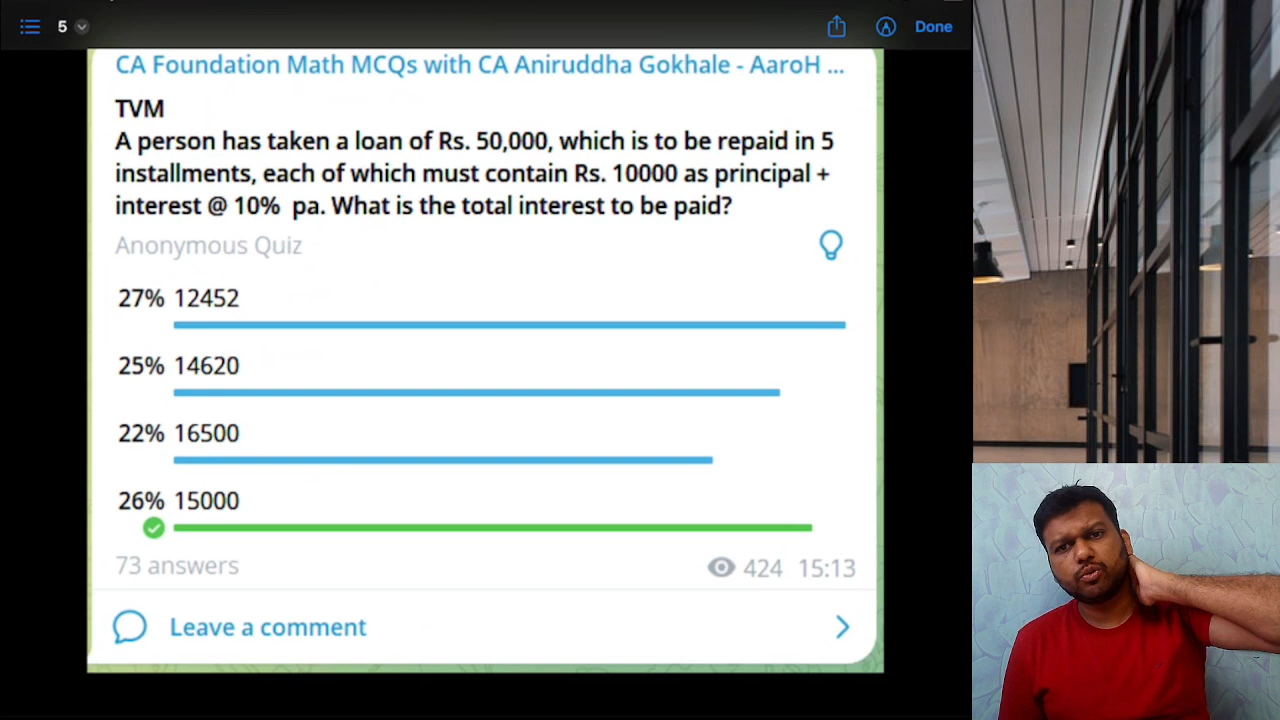 5
Done
CA Foundation Math MCQs with CA Aniruddha Gokhale - AaroH ...
TVM
A person has taken a loan of Rs. 50,000, which is to be repaid in 5
installments, each of which must contain Rs. 10000 as principal +
interest @ 10% pa. What is the total interest to be paid?
Anonymous Quiz
27% 12452
25% 14620
22% 16500
26% 15000
73 answers
424 15:13
Leave a comment